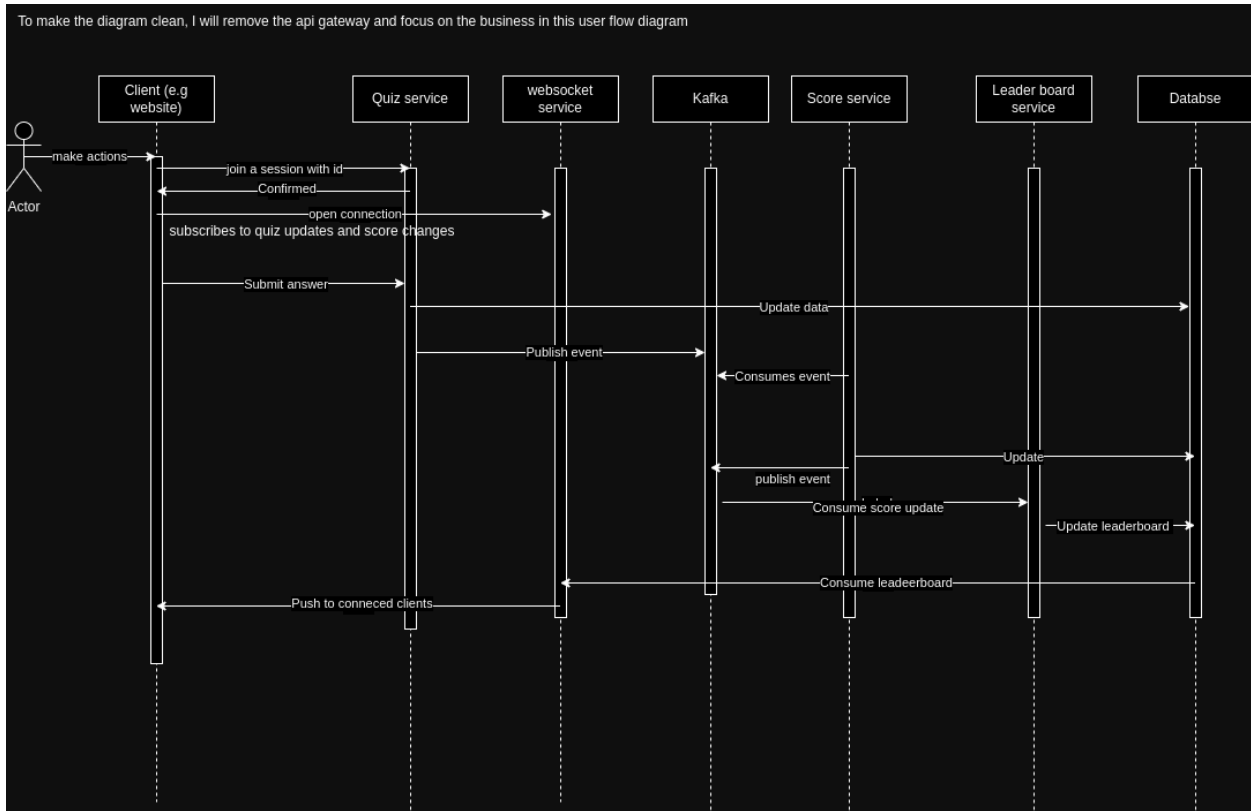 To make the diagram clean, I will remove the api gateway and focus on the business in this user flow diagram
Client (e.g
website)
Quiz service
websocket
service
Kafka
Score service
Leader board
service
Databse
Actor
make actions
join a session with id
Confirmed
open connection
subscribes to quiz updates and score changes
Submit answer
Update data
Publish event
Consumes event
Update
publish event
Consume score update
Update leaderboard
Consume leadeerboard
Push to conneced clients